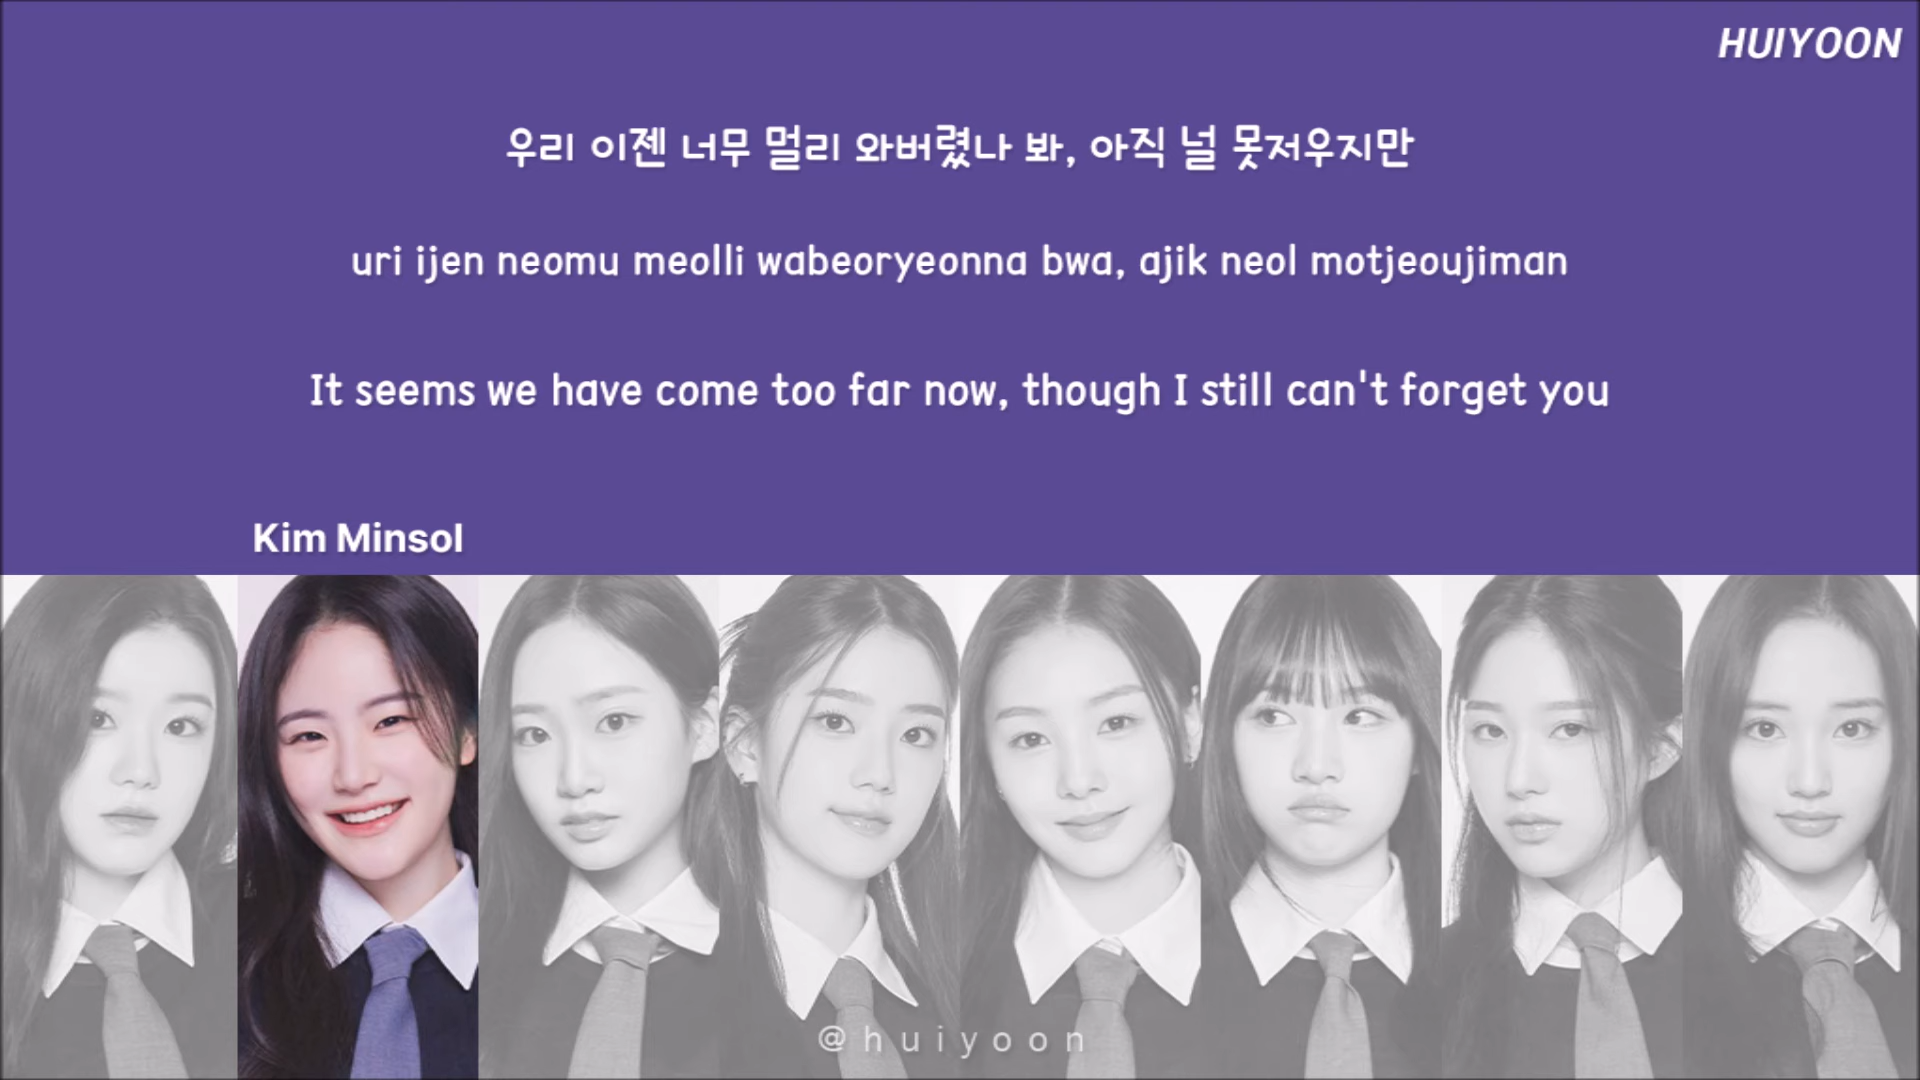 HUIYOON
우리 이젠 너무 멀리 와버렸나 봐, 아직 널 못저우지만
uri ijen neomu meolli wabeoryeonna bwa, ajik neol motjeoujiman
It seems we have come too far now, though I still can't forget you
Kim Minsol
@huiyoon